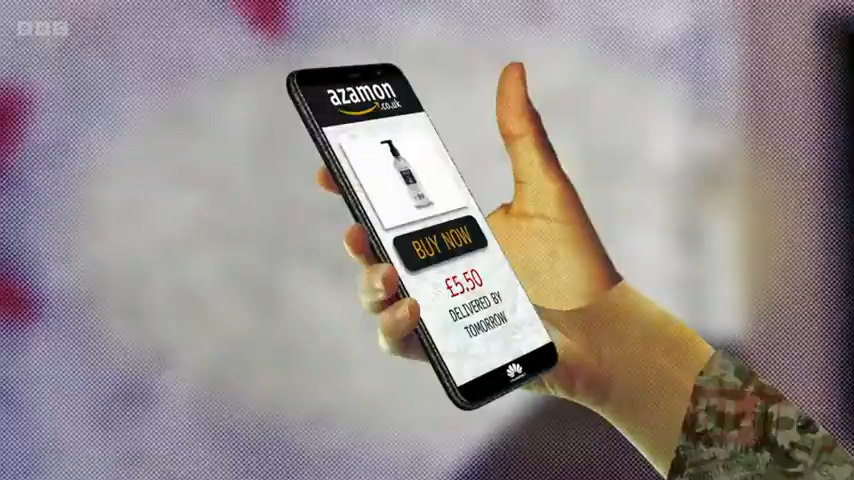 BBC
azamon
.co.uk
BUY NOW
£5.50
DELIVERED BY
TOMORROW